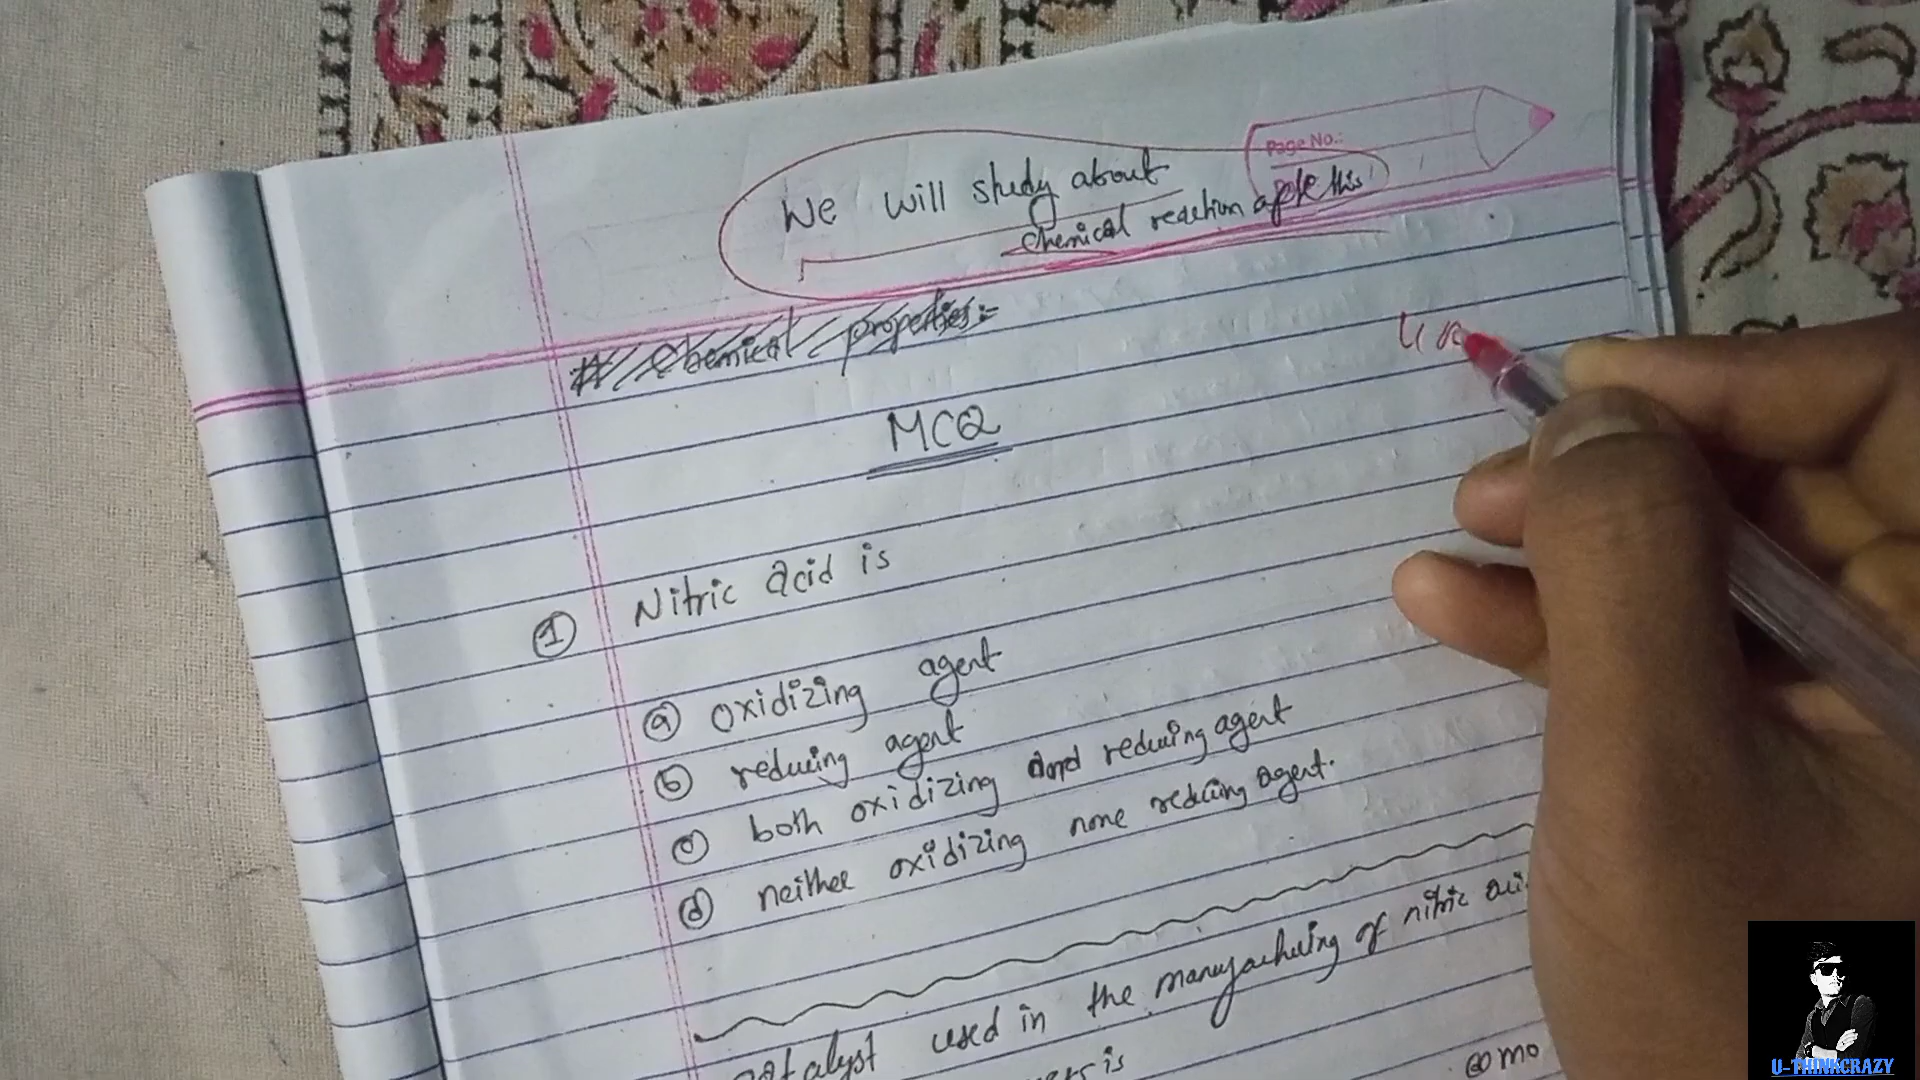 Page No.:
We will study about
chemical reaction after this
# Chemical properties:-
MCQ
① Nitric acid is
ⓐ oxidizing agent
ⓑ reducing agent
ⓒ both oxidizing and reducing agent
ⓓ neither oxidizing none reducing agent.
catalyst used in the manufacturing of nitric
is
@mo
U-THINKCRAZY